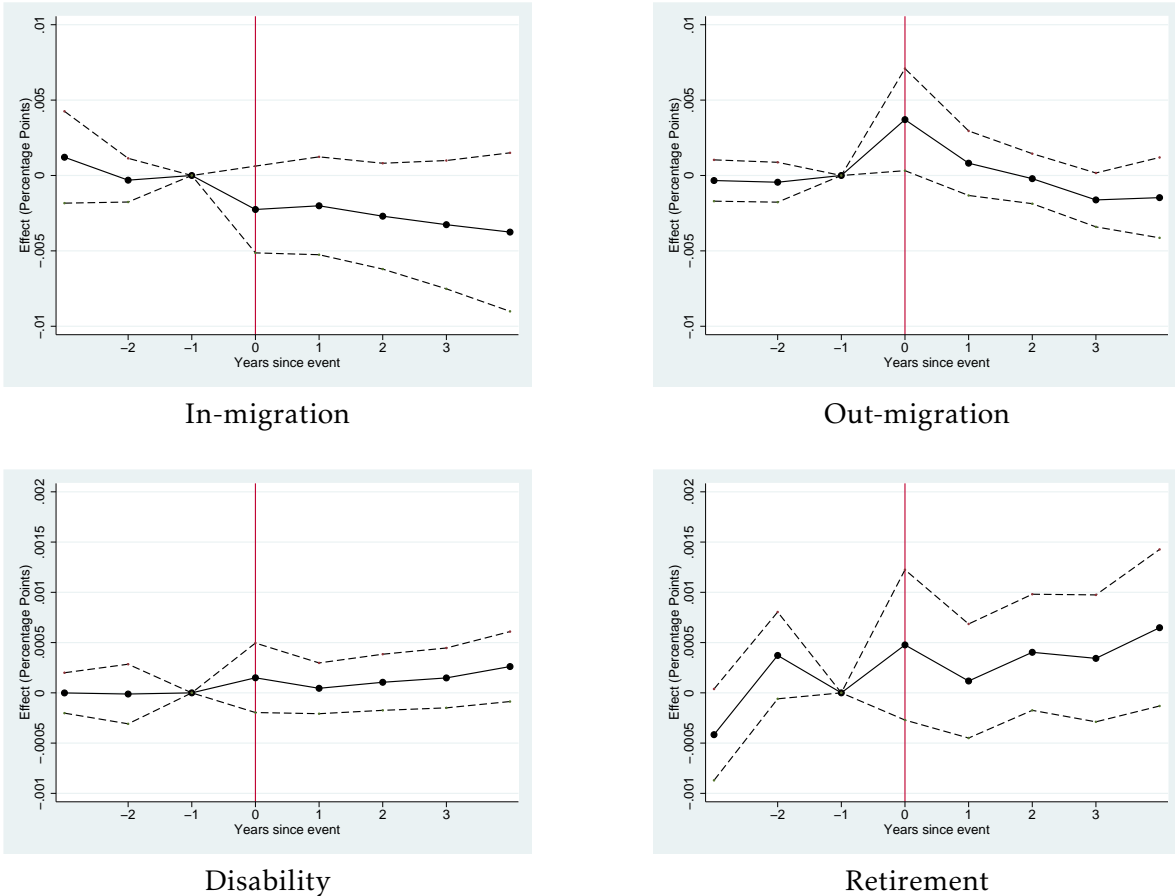 Effect (Percentage Points)
.01
.005
0
−.005
−.01
−2 −1 0 1 2 3
Years since event
In-migration
Effect (Percentage Points)
.01
.005
0
−.005
−.01
−2 −1 0 1 2 3
Years since event
Out-migration
Effect (Percentage Points)
.002
.0015
.001
.0005
0
−.0005
−.001
−2 −1 0 1 2 3
Years since event
Disability
Effect (Percentage Points)
.002
.0015
.001
.0005
0
−.0005
−.001
−2 −1 0 1 2 3
Years since event
Retirement